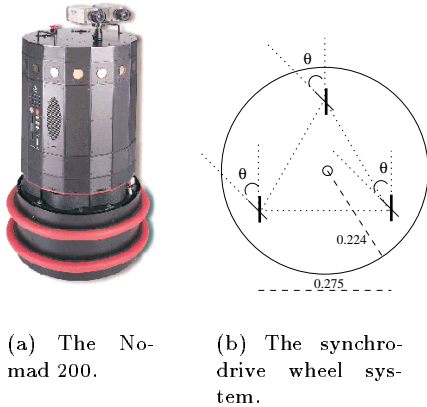 θ
θ
θ
0.224
0.275
(a) The No-
mad 200.
(b) The synchro-
drive wheel sys-
tem.